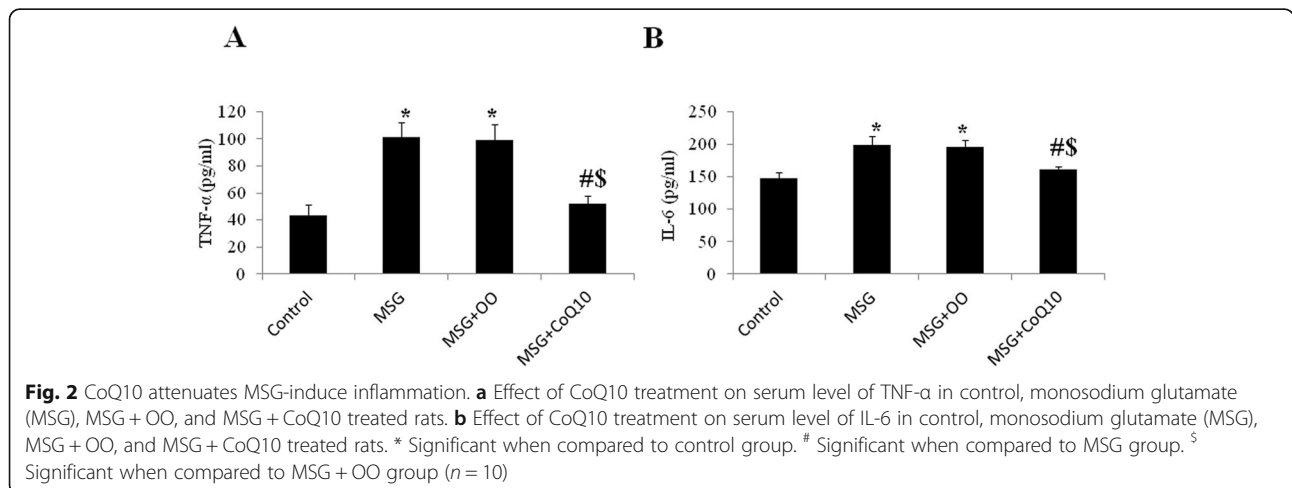 A
B
TNF-α (pg/ml)
120
100
80
60
40
20
0
*
*
#$
Control
MSG
MSG+OO
MSG+CoQ10
IL-6 (pg/ml)
250
200
150
100
50
0
*
*
#$
Control
MSG
MSG+OO
MSG+CoQ10
Fig. 2 CoQ10 attenuates MSG-induce inflammation. a Effect of CoQ10 treatment on serum level of TNF-α in control, monosodium glutamate
(MSG), MSG + OO, and MSG + CoQ10 treated rats. b Effect of CoQ10 treatment on serum level of IL-6 in control, monosodium glutamate (MSG),
MSG + OO, and MSG + CoQ10 treated rats. * Significant when compared to control group. # Significant when compared to MSG group. $
Significant when compared to MSG + OO group (n = 10)